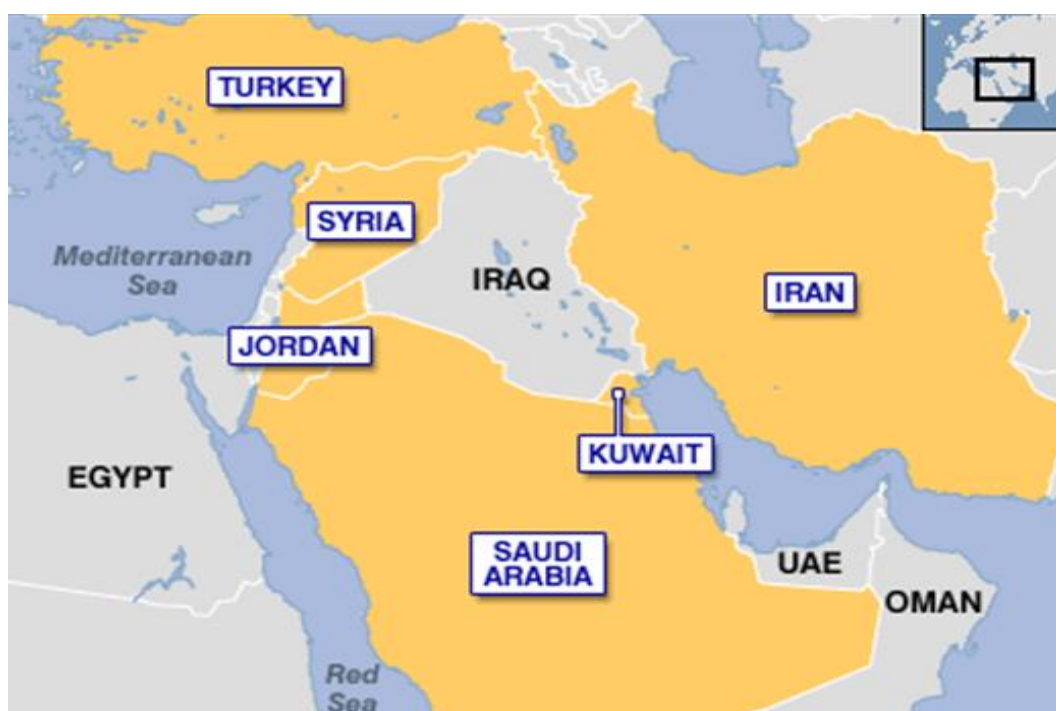 TURKEY
SYRIA
Mediterranean
Sea
IRAQ
IRAN
JORDAN
KUWAIT
EGYPT
SAUDI
ARABIA
UAE
OMAN
Red
Sea